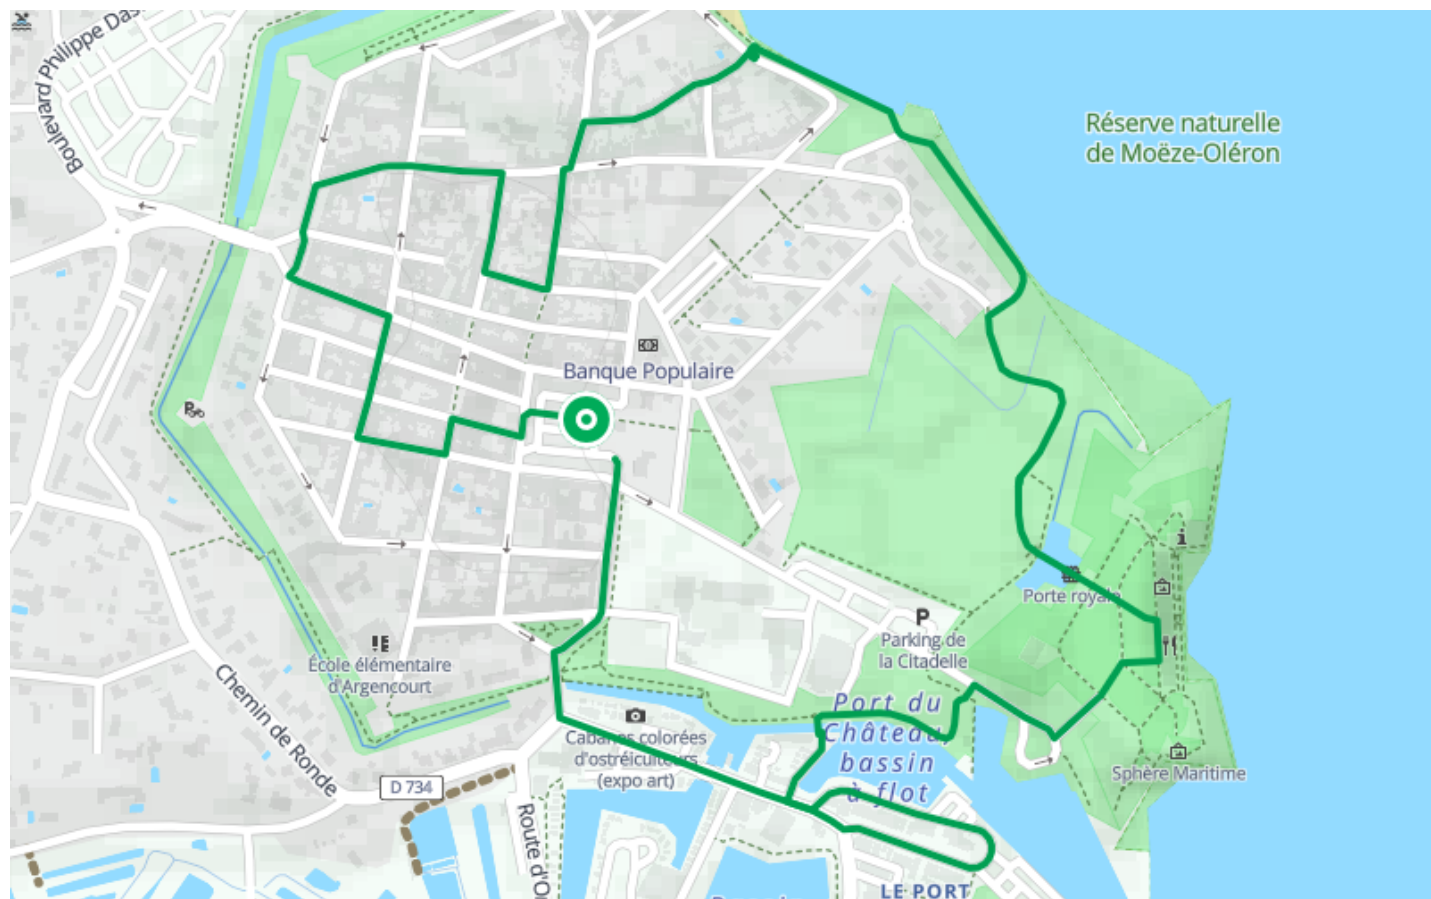 Boulevard Philippe Das
Réserve naturelle
de Moëze-Oléron
Banque Populaire
P
i
Porte royale
P
Parking de
la Citadelle
École élémentaire
d'Argencourt
Port du
Château,
bassin
à flot
Cabanes colorées
d'ostréiculteurs
(expo art)
Sphère Maritime
Chemin de Ronde
D 734
Route d'O
LE PORT